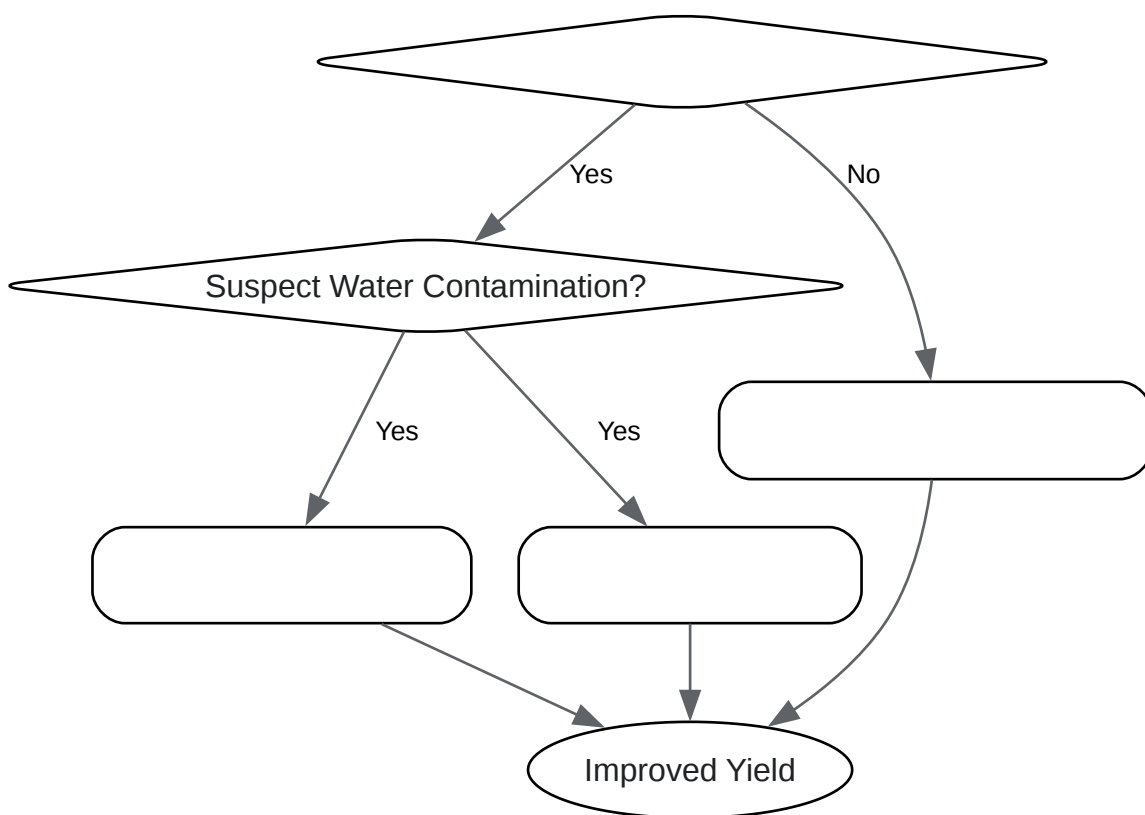 Yes
No
Suspect Water Contamination?
Yes
Yes
Improved Yield